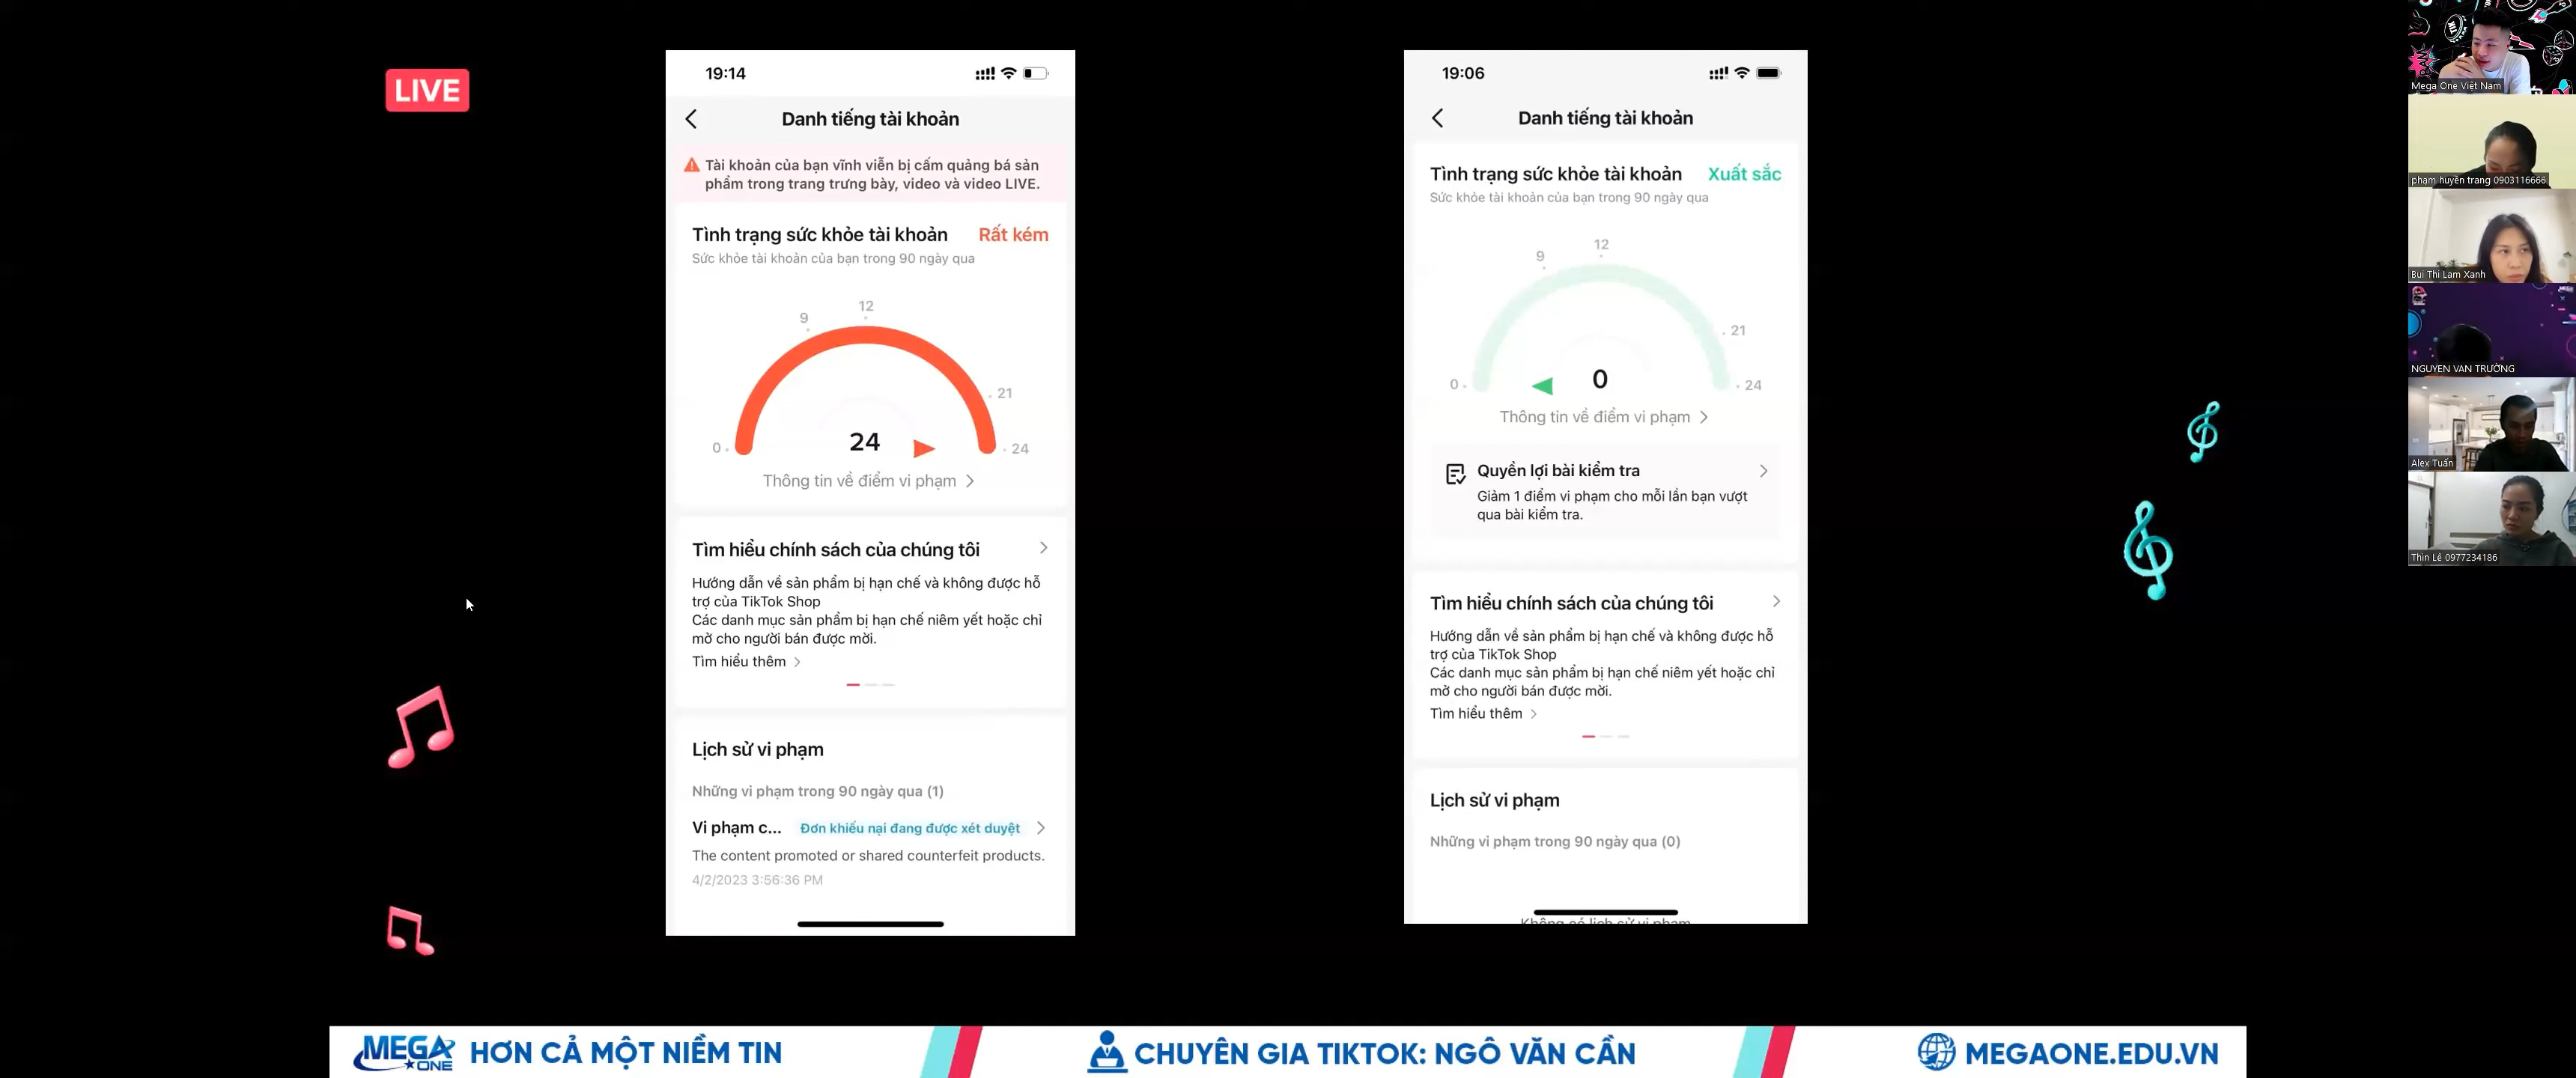 LIVE
19:14
Danh tiếng tài khoản
Tài khoản của bạn vĩnh viễn bị cấm quảng bá sản
phẩm trong trang trưng bày, video và video LIVE.
Tình trạng sức khỏe tài khoản Rất kém
Sức khỏe tài khoản của bạn trong 90 ngày qua
12
9
21
0
24
24
Thông tin về điểm vi phạm
Tìm hiểu chính sách của chúng tôi
Hướng dẫn về sản phẩm bị hạn chế và không được hỗ
trợ của TikTok Shop
Các danh mục sản phẩm bị hạn chế niêm yết hoặc chỉ
mở cho người bán được mời.
Tìm hiểu thêm
Lịch sử vi phạm
Những vi phạm trong 90 ngày qua (1)
Vi phạm c... Đơn khiếu nại đang được xét duyệt
The content promoted or shared counterfeit products.
4/2/2023 3:56:36 PM
19:06
Danh tiếng tài khoản
Tình trạng sức khỏe tài khoản Xuất sắc
Sức khỏe tài khoản của bạn trong 90 ngày qua
12
9
21
0
0
24
Thông tin về điểm vi phạm
Quyền lợi bài kiểm tra
Giảm 1 điểm vi phạm cho mỗi lần bạn vượt
qua bài kiểm tra.
Tìm hiểu chính sách của chúng tôi
Hướng dẫn về sản phẩm bị hạn chế và không được hỗ
trợ của TikTok Shop
Các danh mục sản phẩm bị hạn chế niêm yết hoặc chỉ
mở cho người bán được mời.
Tìm hiểu thêm
Lịch sử vi phạm
Những vi phạm trong 90 ngày qua (0)
Không có lịch sử vi phạm
Mega One Việt Nam
phạm huyền trang 0903116666
Bui Thi Lam Xanh
NGUYEN VAN TRƯỜNG
Alex Tuấn
Thìn Lê 0977234186
MEGA ONE HƠN CẢ MỘT NIỀM TIN
CHUYÊN GIA TIKTOK: NGÔ VĂN CẦN
MEGAONE.EDU.VN